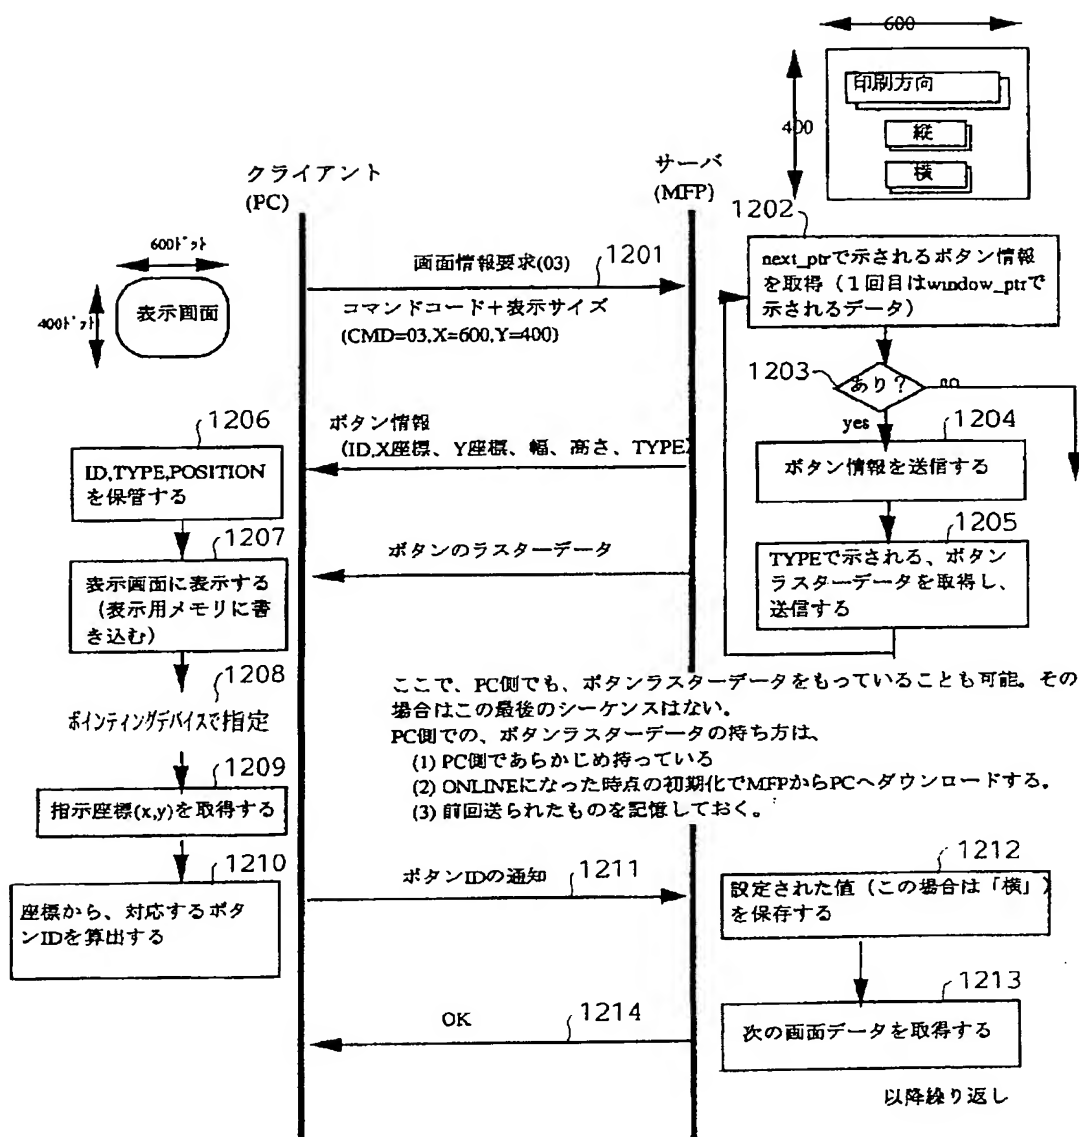 600
印刷方向
400
縦
横
クライアント
(PC)
サーバ
(MFP)
600ドット
400ドット
表示画面
画面情報要求(03)
1201
コマンドコード+表示サイズ
(CMD=03,X=600,Y=400)
1202
next_ptrで示されるボタン情報
を取得(1回目はwindow_ptrで
示されるデータ)
1203
あり?
no
yes
1204
ボタン情報を送信する
1205
TYPEで示される、ボタン
ラスターデータを取得し、
送信する
ボタン情報
(ID,X座標、Y座標、幅、高さ、TYPE)
1206
ID,TYPE,POSITION
を保管する
1207
表示画面に表示する
(表示用メモリに書
き込む)
ボタンのラスターデータ
1208
ポインティングデバイスで指定
ここで、PC側でも、ボタンラスターデータをもっていることも可能。その
場合はこの最後のシーケンスはない。
PC側での、ボタンラスターデータの持ち方は、
(1) PC側であらかじめ持っている
(2) ONLINEになった時点の初期化でMFPからPCへダウンロードする。
(3) 前回送られたものを記憶しておく。
1209
指示座標(x,y)を取得する
1210
座標から、対応するボタ
ンIDを算出する
ボタンIDの通知
1211
1212
設定された値(この場合は「横」)
を保存する
1213
次の画面データを取得する
OK
1214
以降繰り返し